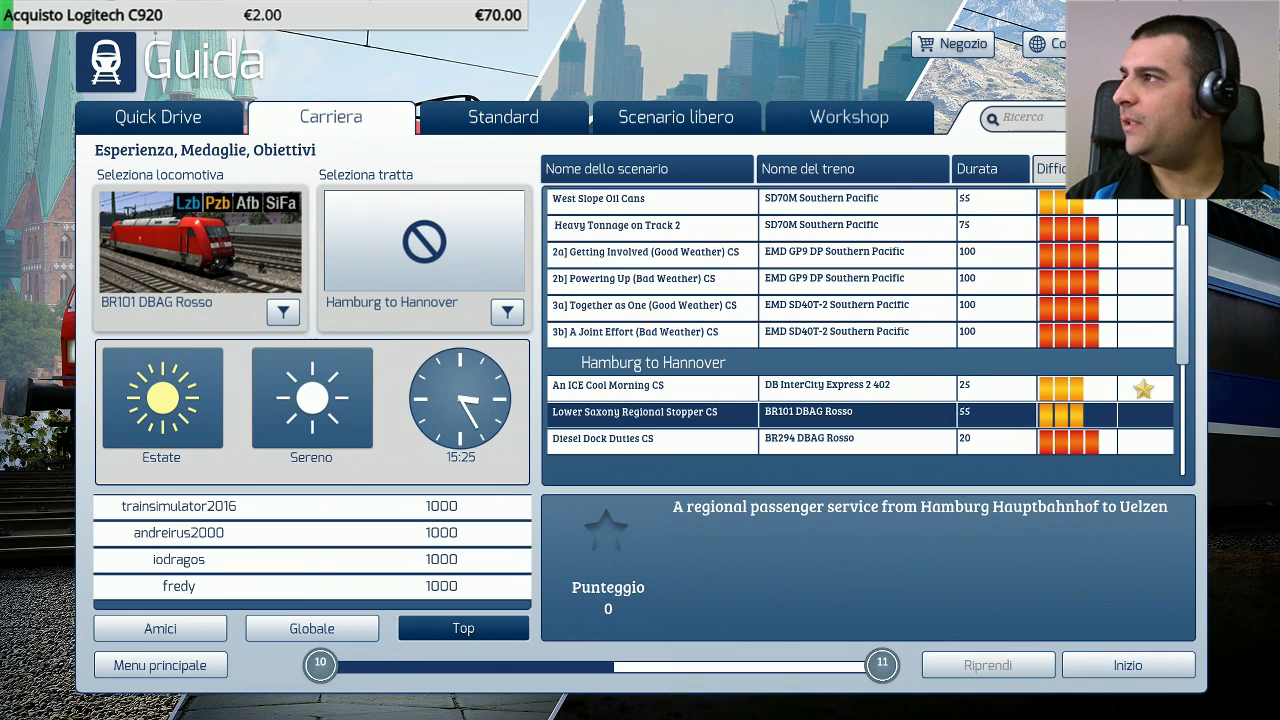 Acquisto Logitech C920 €2.00 €70.00
Guida
Negozio
Co
Quick Drive Carriera Standard Scenario libero Workshop
Ricerca
Esperienza, Medaglie, Obiettivi
Seleziona locomotiva Seleziona tratta
Lzb Pzb Afb SiFa
BR101 DBAG Rosso
Hamburg to Hannover
Estate Sereno 15:25
Nome dello scenario Nome del treno Durata Diffic
West Slope Oil Cans SD70M Southern Pacific 55
Heavy Tonnage on Track 2 SD70M Southern Pacific 75
2a] Getting Involved (Good Weather) CS EMD GP9 DP Southern Pacific 100
2b] Powering Up (Bad Weather) CS EMD GP9 DP Southern Pacific 100
3a] Together as One (Good Weather) CS EMD SD40T-2 Southern Pacific 100
3b] A Joint Effort (Bad Weather) CS EMD SD40T-2 Southern Pacific 100
Hamburg to Hannover
An ICE Cool Morning CS DB InterCity Express 2 402 25
Lower Saxony Regional Stopper CS BR101 DBAG Rosso 55
Diesel Dock Duties CS BR294 DBAG Rosso 20
trainsimulator2016 1000
andreirus2000 1000
iodragos 1000
fredy 1000
Amici Globale Top
A regional passenger service from Hamburg Hauptbahnhof to Uelzen
Punteggio
0
Menu principale 10 11 Riprendi Inizio